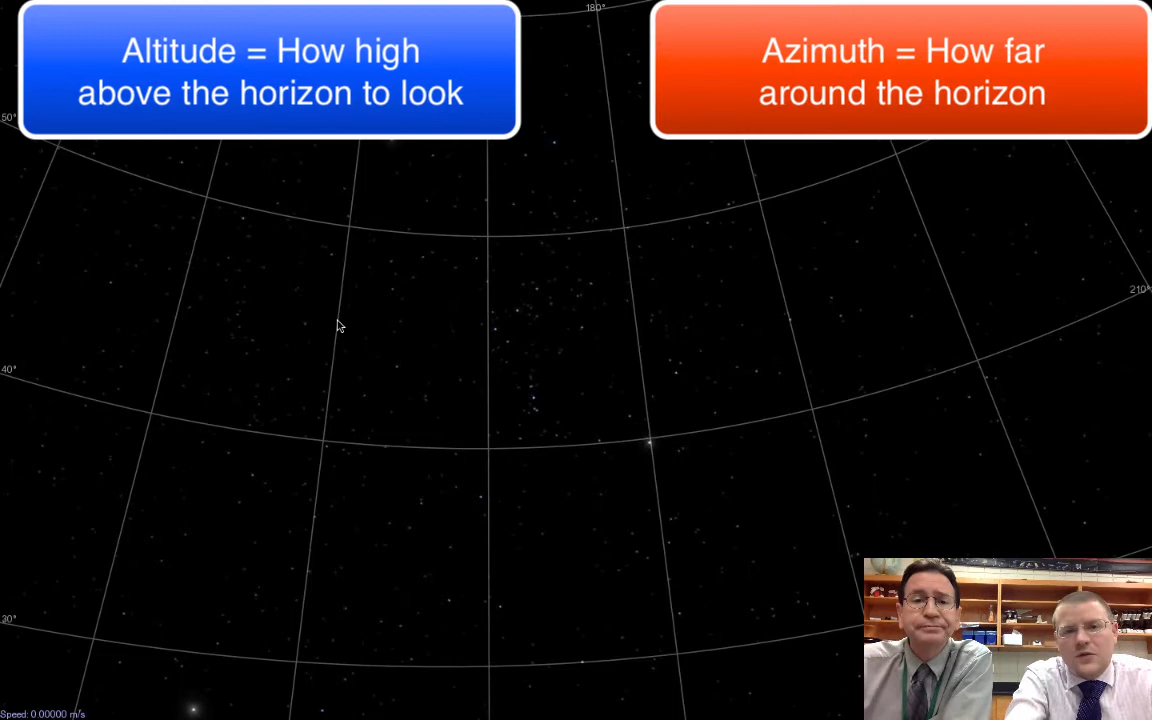 180°
Altitude = How high
above the horizon to look
Azimuth = How far
around the horizon
50°
210°
40°
30°
Speed: 0.00000 m/s